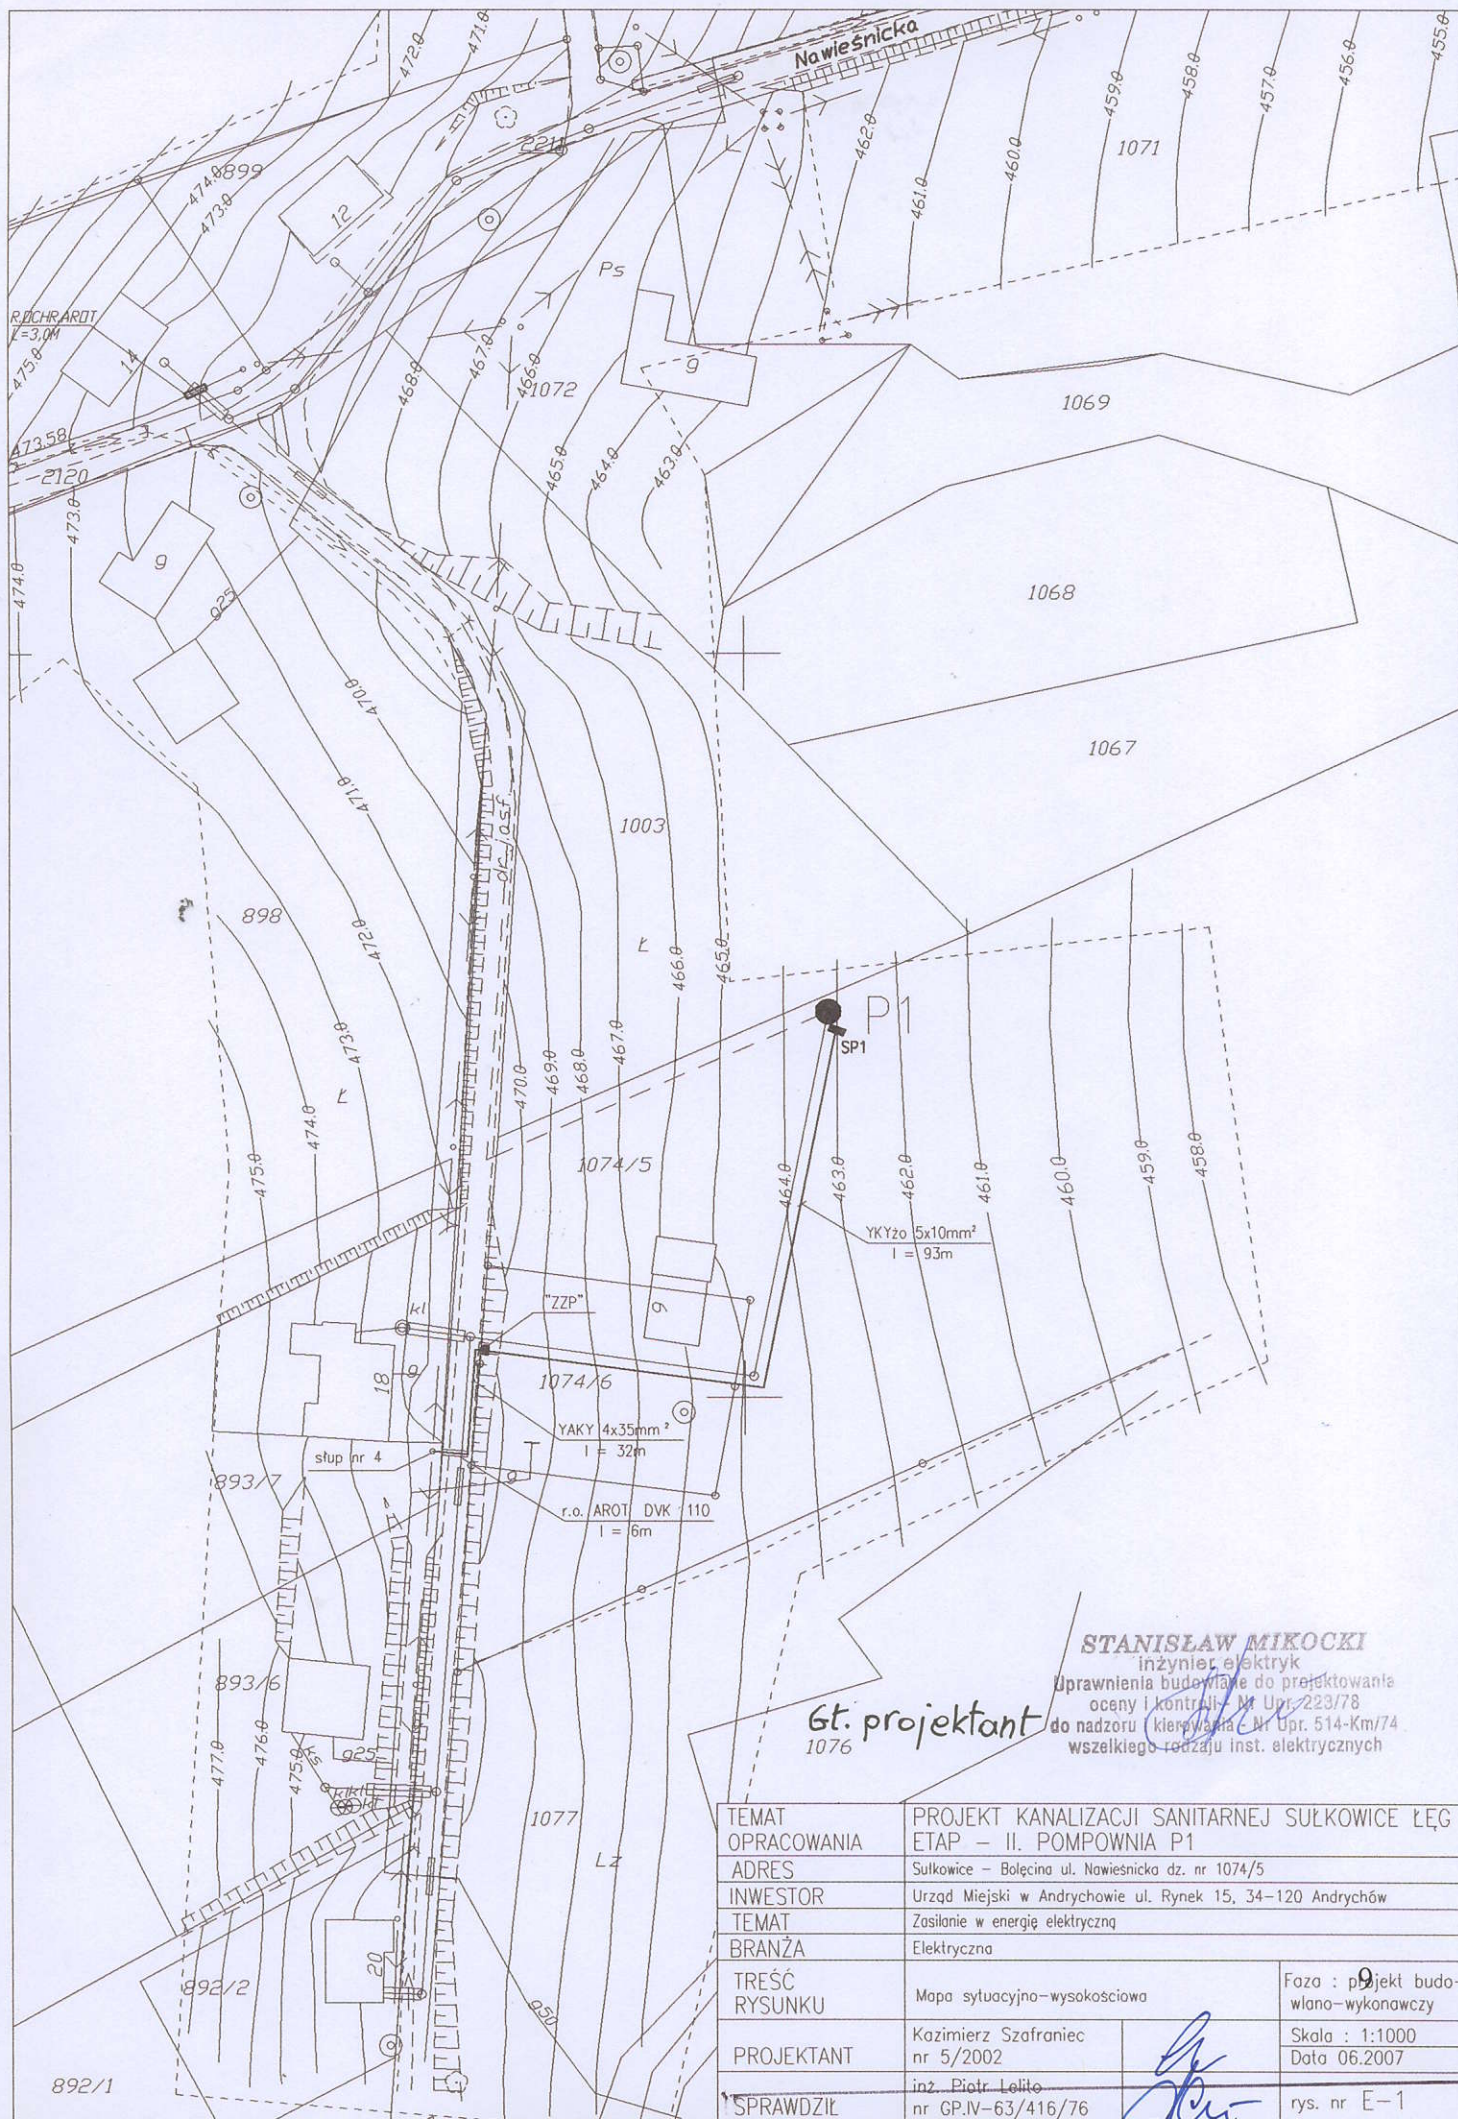 471.0
472.0
Nawieśnicka
455.0
456.0
457.0
458.0
459.0
460.0
461.0
462.0
1071
2211
899
474.0
473.0
12
Ps
R.OCHR.AROT
L=3,0M
475.0
14
468.0
467.0
466.0
1072
9
1069
473.58
2120
473.0
465.0
464.0
463.0
474.0
9
g25
1068
470.0
1067
471.0
dr. asf.
1003
898
472.0
Ł
466.0
465.0
P1
SP1
473.0
Ł
474.0
475.0
470.0
469.0
468.0
467.0
1074/5
464.0
463.0
462.0
461.0
460.0
459.0
458.0
YKYżo 5x10mm²
l = 93m
"ZZP"
kl
9
18
g
1074/6
YAKY 4x35mm²
l = 32m
słup nr 4
893/7
g
r.o. AROT DVK 110
l = 6m
STANISŁAW MIKOCKI
inżynier elektryk
Uprawnienia budowlane do projektowania
oceny i kontroli - Nr Upr. 223/78
do nadzoru i kierowania - Nr Upr. 514-Km/74
wszelkiego rodzaju inst. elektrycznych
Gł. projektant
1076
893/6
477.0
476.0
475.0
ks
g25
1077
Lz
20
892/2
g50
892/1
TEMAT OPRACOWANIA
PROJEKT KANALIZACJI SANITARNEJ SUŁKOWICE ŁĘG
ETAP – II. POMPOWNIA P1
ADRES
Sułkowice – Bolęcina ul. Nawieśnicka dz. nr 1074/5
INWESTOR
Urząd Miejski w Andrychowie ul. Rynek 15, 34-120 Andrychów
TEMAT
Zasilanie w energię elektryczną
BRANŻA
Elektryczna
TREŚĆ RYSUNKU
Mapa sytuacyjno-wysokościowa
Faza : projekt budo-
wlano-wykonawczy
9
PROJEKTANT
Kazimierz Szafraniec
nr 5/2002
Skala : 1:1000
Data 06.2007
SPRAWDZIŁ
inż. Piotr Lelito
nr GP.IV-63/416/76
rys. nr E-1